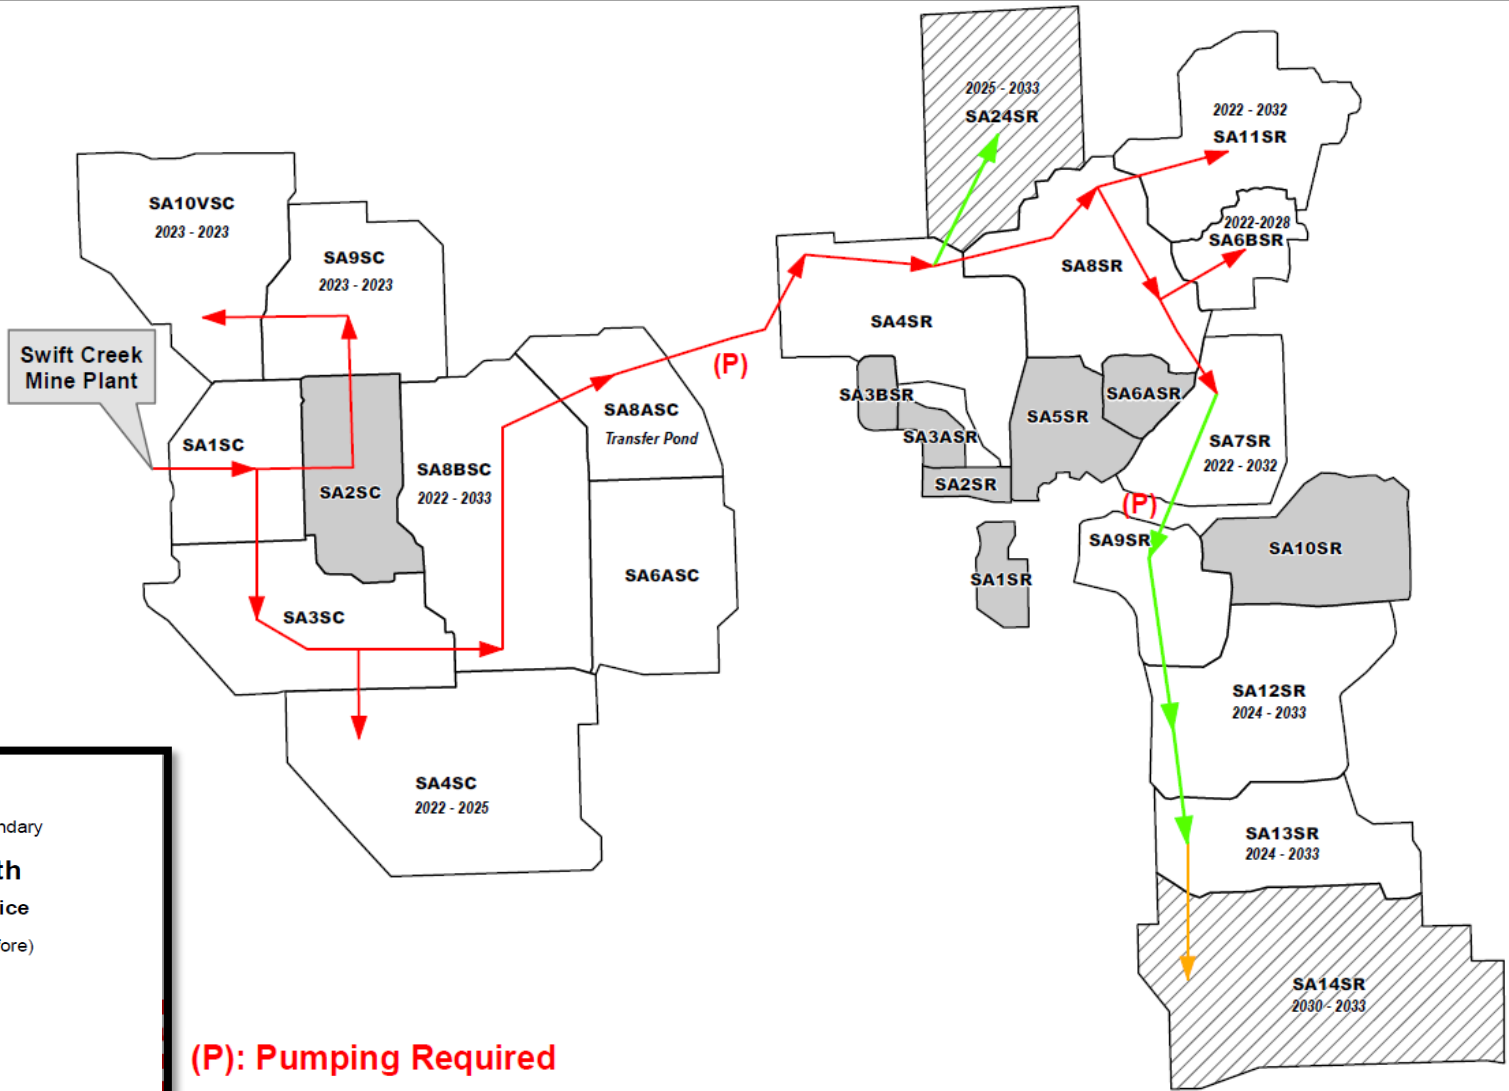 2025 - 2033
SA24SR
2022 - 2032
SA11SR
SA10VSC
2023 - 2023
2022-2028
SA6BSR
SA9SC
2023 - 2023
SA8SR
SA4SR
Swift Creek
Mine Plant
(P)
SA3BSR
SA6ASR
SA8ASC
Transfer Pond
SA5SR
SA3ASR
SA1SC
SA7SR
2022 - 2032
SA8BSC
2022 - 2033
SA2SC
SA2SR
(P)
SA9SR
SA10SR
SA6ASC
SA1SR
SA3SC
SA12SR
2024 - 2033
SA4SC
2022 - 2025
ndary
SA13SR
2024 - 2033
th
ice
ore)
SA14SR
2030 - 2033
(P): Pumping Required